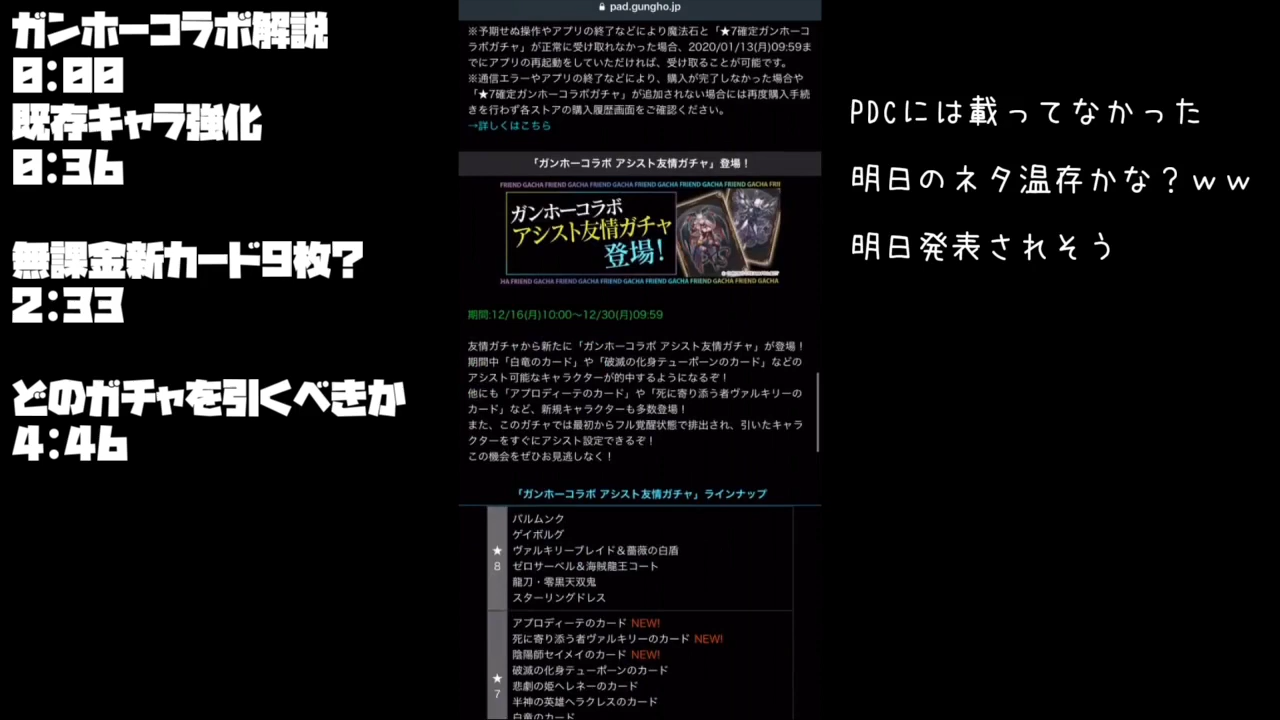 ガンホーコラボ解説
0:00
既存キャラ強化
0:36
無課金新カード9枚?
2:33
どのガチャを引くべきか
4:46
pad.gungho.jp
※予期せぬ操作やアプリの終了などにより魔法石と「★7確定ガンホーコ
ラボガチャ」が正常に受け取れなかった場合、2020/01/13(月)09:59ま
でにアプリの再起動をしていただければ、受け取ることが可能です。
※通信エラーやアプリの終了などにより、購入が完了しなかった場合や
「★7確定ガンホーコラボガチャ」が追加されない場合には再度購入手続
きを行わず各ストアの購入履歴画面をご確認ください。
→詳しくはこちら
「ガンホーコラボ アシスト友情ガチャ」登場!
FRIEND GACHA FRIEND GACHA FRIEND GACHA FRIEND GACHA FRIEND GACHA FRIEND GACHA FRIE
ガンホーコラボ
アシスト友情ガチャ
登場!
HA FRIEND GACHA FRIEND GACHA FRIEND GACHA FRIEND GACHA FRIEND GACHA FRIEND GACHA
期間:12/16(月)10:00〜12/30(月)09:59
友情ガチャから新たに「ガンホーコラボ アシスト友情ガチャ」が登場!
期間中「白竜のカード」や「破滅の化身テューポーンのカード」などの
アシスト可能なキャラクターが的中するようになるぞ!
他にも「アプロディーテのカード」や「死に寄り添う者ヴァルキリーの
カード」など、新規キャラクターも多数登場!
また、このガチャでは最初からフル覚醒状態で排出され、引いたキャラ
クターをすぐにアシスト設定できるぞ!
この機会をぜひお見逃しなく!
「ガンホーコラボ アシスト友情ガチャ」ラインナップ
★8
バルムンク
ゲイボルグ
ヴァルキリーブレイド&薔薇の白盾
ゼロサーベル&海賊龍王コート
龍刀・零黒天双鬼
スターリングドレス
★7
アプロディーテのカード NEW!
死に寄り添う者ヴァルキリーのカード NEW!
陰陽師セイメイのカード NEW!
破滅の化身テューポーンのカード
悲劇の姫ヘレネーのカード
半神の英雄ヘラクレスのカード
白竜のカード
PDCには載ってなかった
明日のネタ温存かな?ww
明日発表されそう